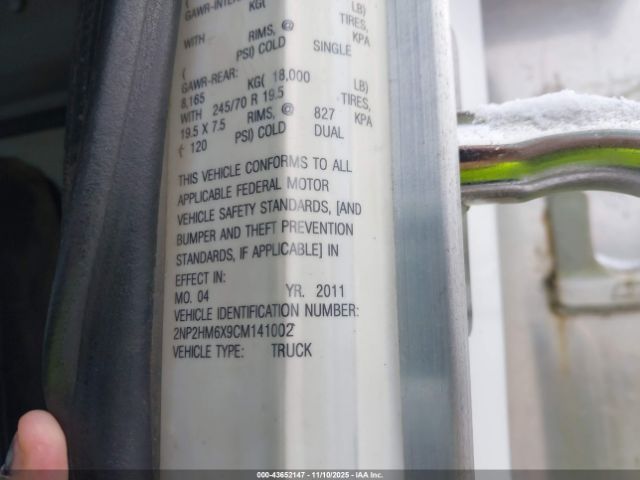 GAWR-INTER
KG(
LB)
WITH
TIRES,
RIMS, @
KPA
(
PSI) COLD
SINGLE
GAWR-REAR:
8,165
KG( 18,000
LB)
WITH 245/70 R 19.5
TIRES,
19.5 X 7.5
RIMS, @
827
KPA
( 120
PSI) COLD
DUAL
THIS VEHICLE CONFORMS TO ALL
APPLICABLE FEDERAL MOTOR
VEHICLE SAFETY STANDARDS, [AND
BUMPER AND THEFT PREVENTION
STANDARDS, IF APPLICABLE] IN
EFFECT IN:
MO. 04 YR. 2011
VEHICLE IDENTIFICATION NUMBER:
2NP2HM6X9CM141002
VEHICLE TYPE: TRUCK
000-43652147 - 11/10/2025 - IAA Inc.